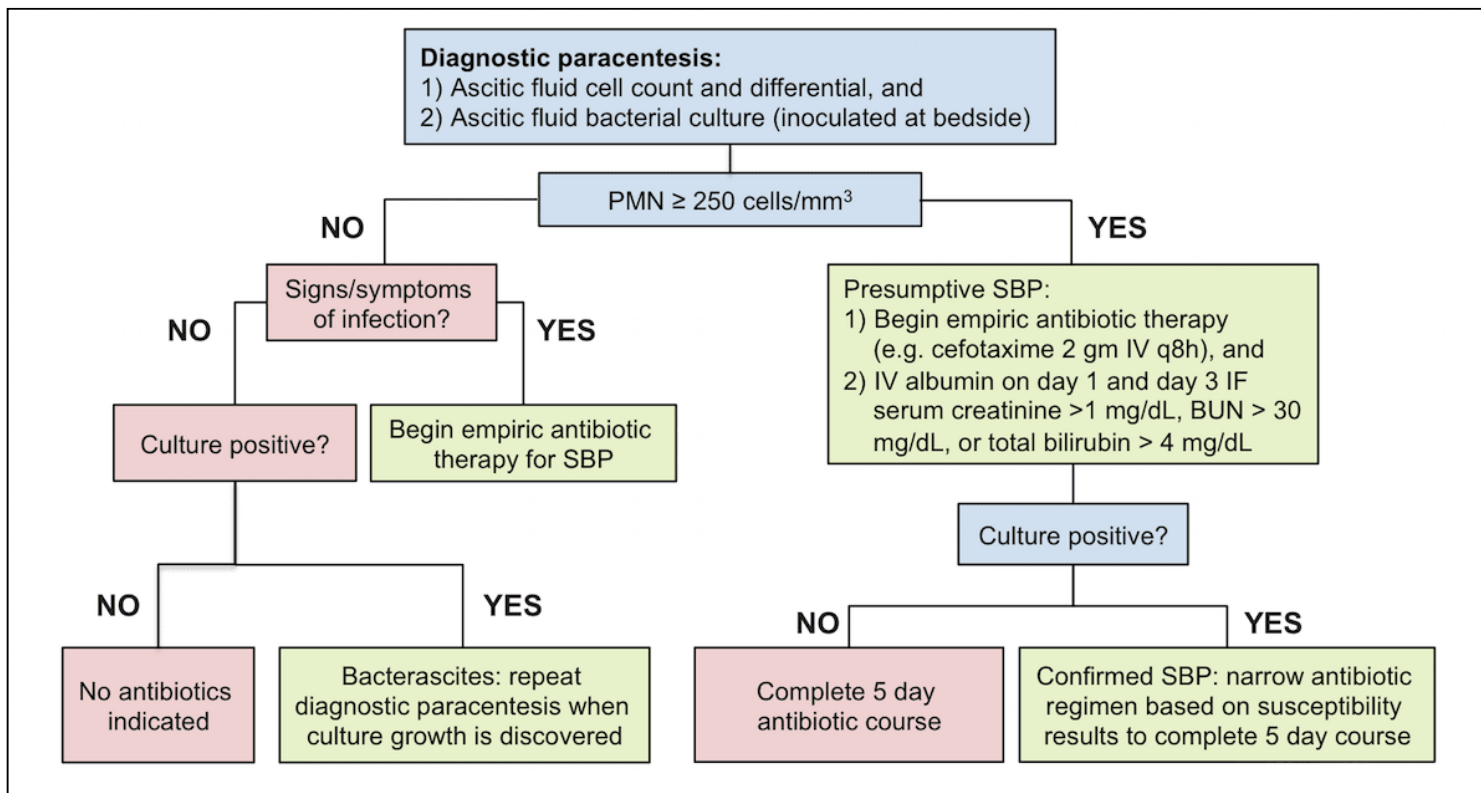 Diagnostic paracentesis:
1) Ascitic fluid cell count and differential, and
2) Ascitic fluid bacterial culture (inoculated at bedside)
PMN ≥ 250 cells/mm³
NO
YES
Signs/symptoms
of infection?
NO
YES
Presumptive SBP:
1) Begin empiric antibiotic therapy
(e.g. cefotaxime 2 gm IV q8h), and
2) IV albumin on day 1 and day 3 IF
serum creatinine >1 mg/dL, BUN > 30
mg/dL, or total bilirubin > 4 mg/dL
Culture positive?
Begin empiric antibiotic
therapy for SBP
Culture positive?
NO
YES
NO
YES
No antibiotics
indicated
Bacterascites: repeat
diagnostic paracentesis when
culture growth is discovered
Complete 5 day
antibiotic course
Confirmed SBP: narrow antibiotic
regimen based on susceptibility
results to complete 5 day course